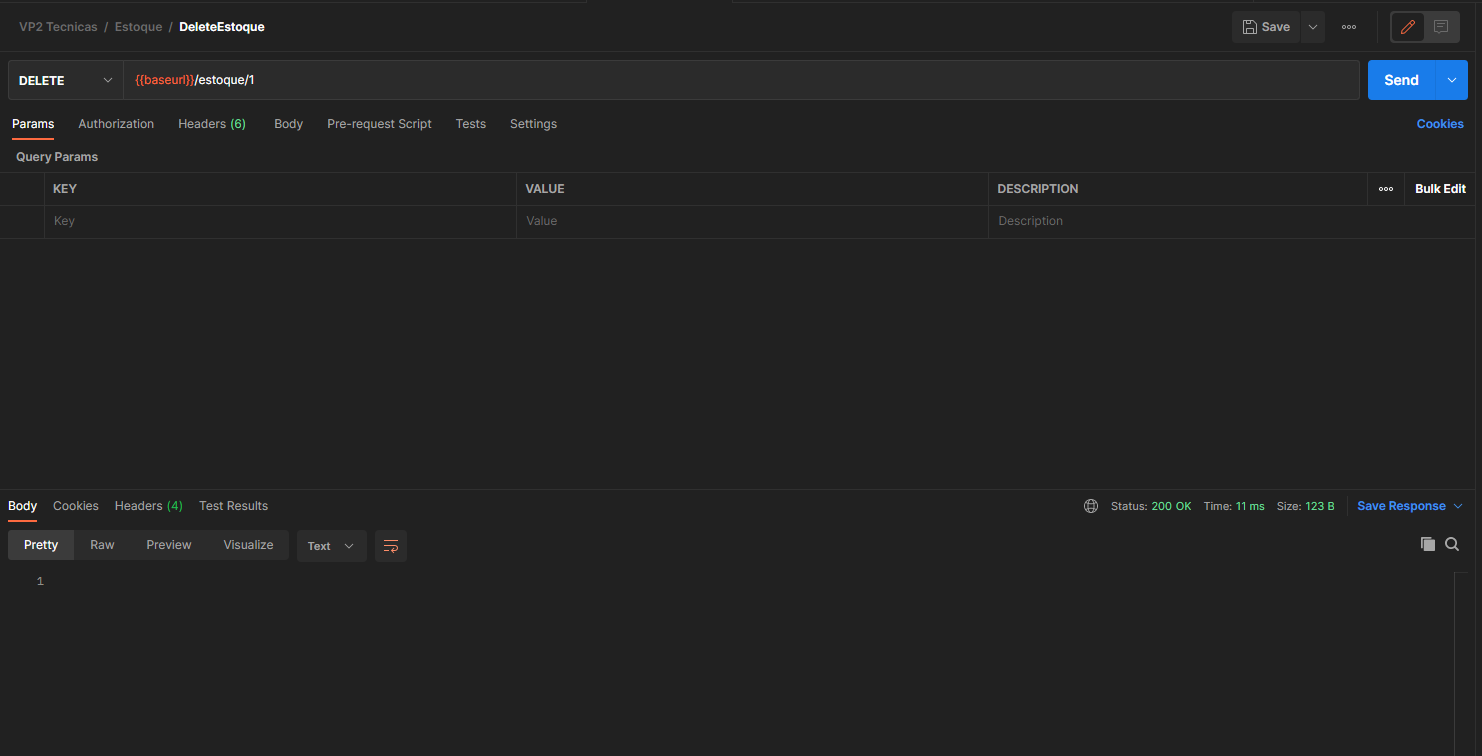 VP2 Tecnicas / Estoque / DeleteEstoque
Save
DELETE
{{baseurl}}/estoque/1
Send
Params Authorization Headers (6) Body Pre-request Script Tests Settings Cookies
Query Params
KEY VALUE DESCRIPTION Bulk Edit
Key Value Description
Body Cookies Headers (4) Test Results Status: 200 OK Time: 11 ms Size: 123 B Save Response
Pretty Raw Preview Visualize Text
1